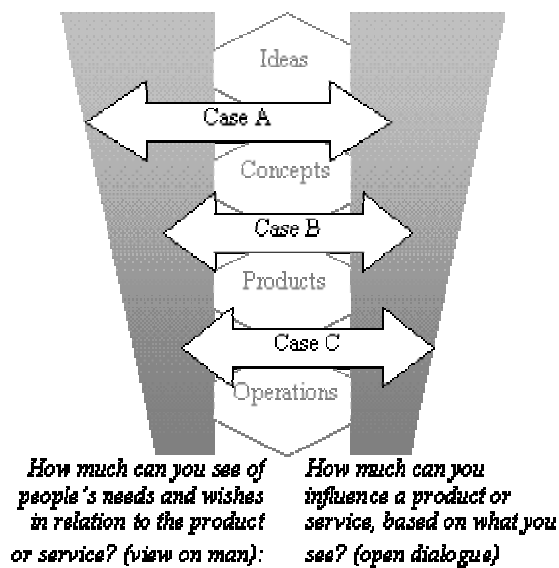 Ideas
Case A
Concepts
Case B
Products
Case C
Operations
How much can you see of
people's needs and wishes
in relation to the product
or service? (view on man):
How much can you
influence a product or
service, based on what you
see? (open dialogue)